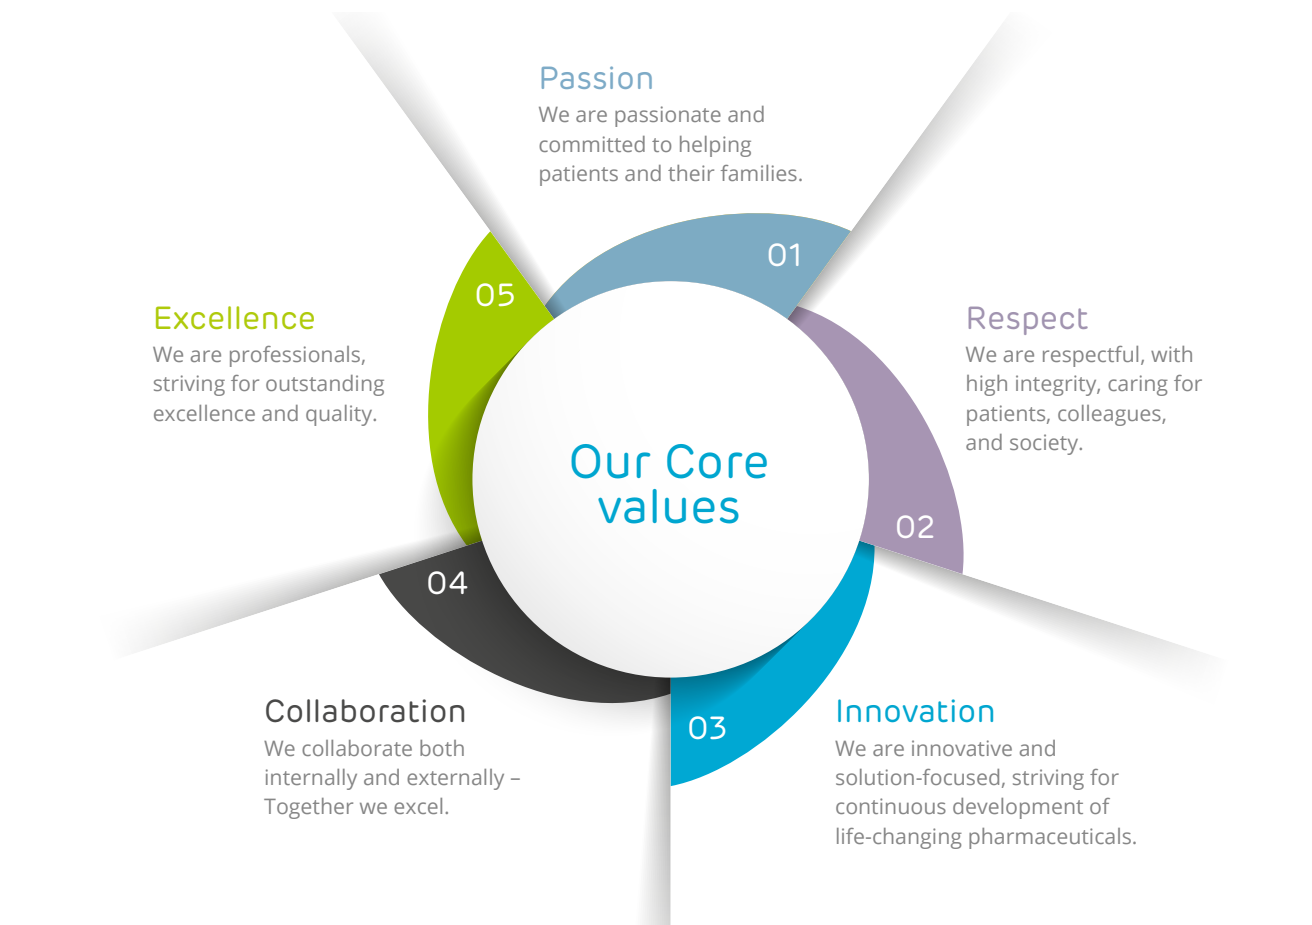 Our Core
values
01
Passion
We are passionate and
committed to helping
patients and their families.
02
Respect
We are respectful, with
high integrity, caring for
patients, colleagues,
and society.
03
Innovation
We are innovative and
solution-focused, striving for
continuous development of
life-changing pharmaceuticals.
04
Collaboration
We collaborate both
internally and externally –
Together we excel.
05
Excellence
We are professionals,
striving for outstanding
excellence and quality.